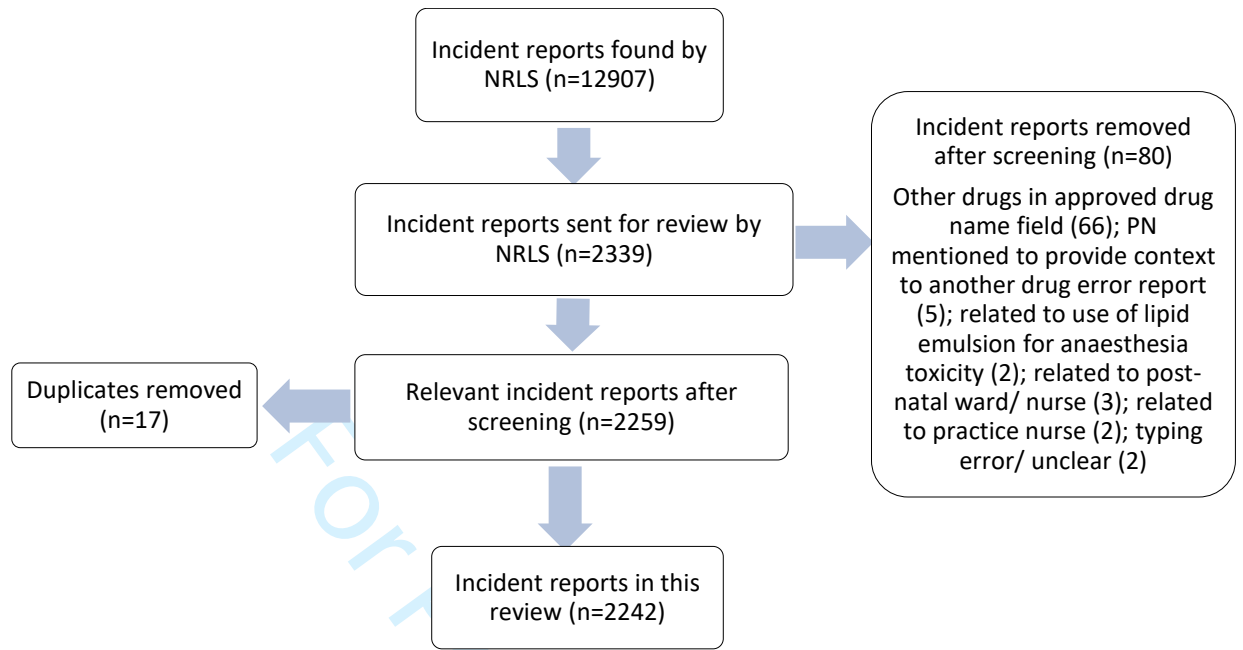 Incident reports found by
NRLS (n=12907)
Incident reports removed
after screening (n=80)
Other drugs in approved drug
name field (66); PN
mentioned to provide context
to another drug error report
(5); related to use of lipid
emulsion for anaesthesia
toxicity (2); related to post-
natal ward/ nurse (3); related
to practice nurse (2); typing
error/ unclear (2)
Incident reports sent for review by
NRLS (n=2339)
Duplicates removed
(n=17)
Relevant incident reports after
screening (n=2259)
For
Incident reports in this
review (n=2242)